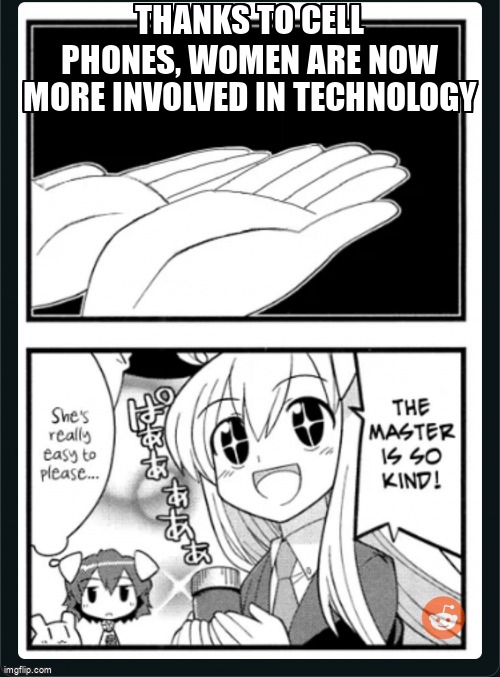 THANKS TO CELL
PHONES, WOMEN ARE NOW
MORE INVOLVED IN TECHNOLOGY
THE
MASTER
IS SO
KIND!
She's
really
easy to
please...
ぱぁぁぁぁぁ
imgflip.com